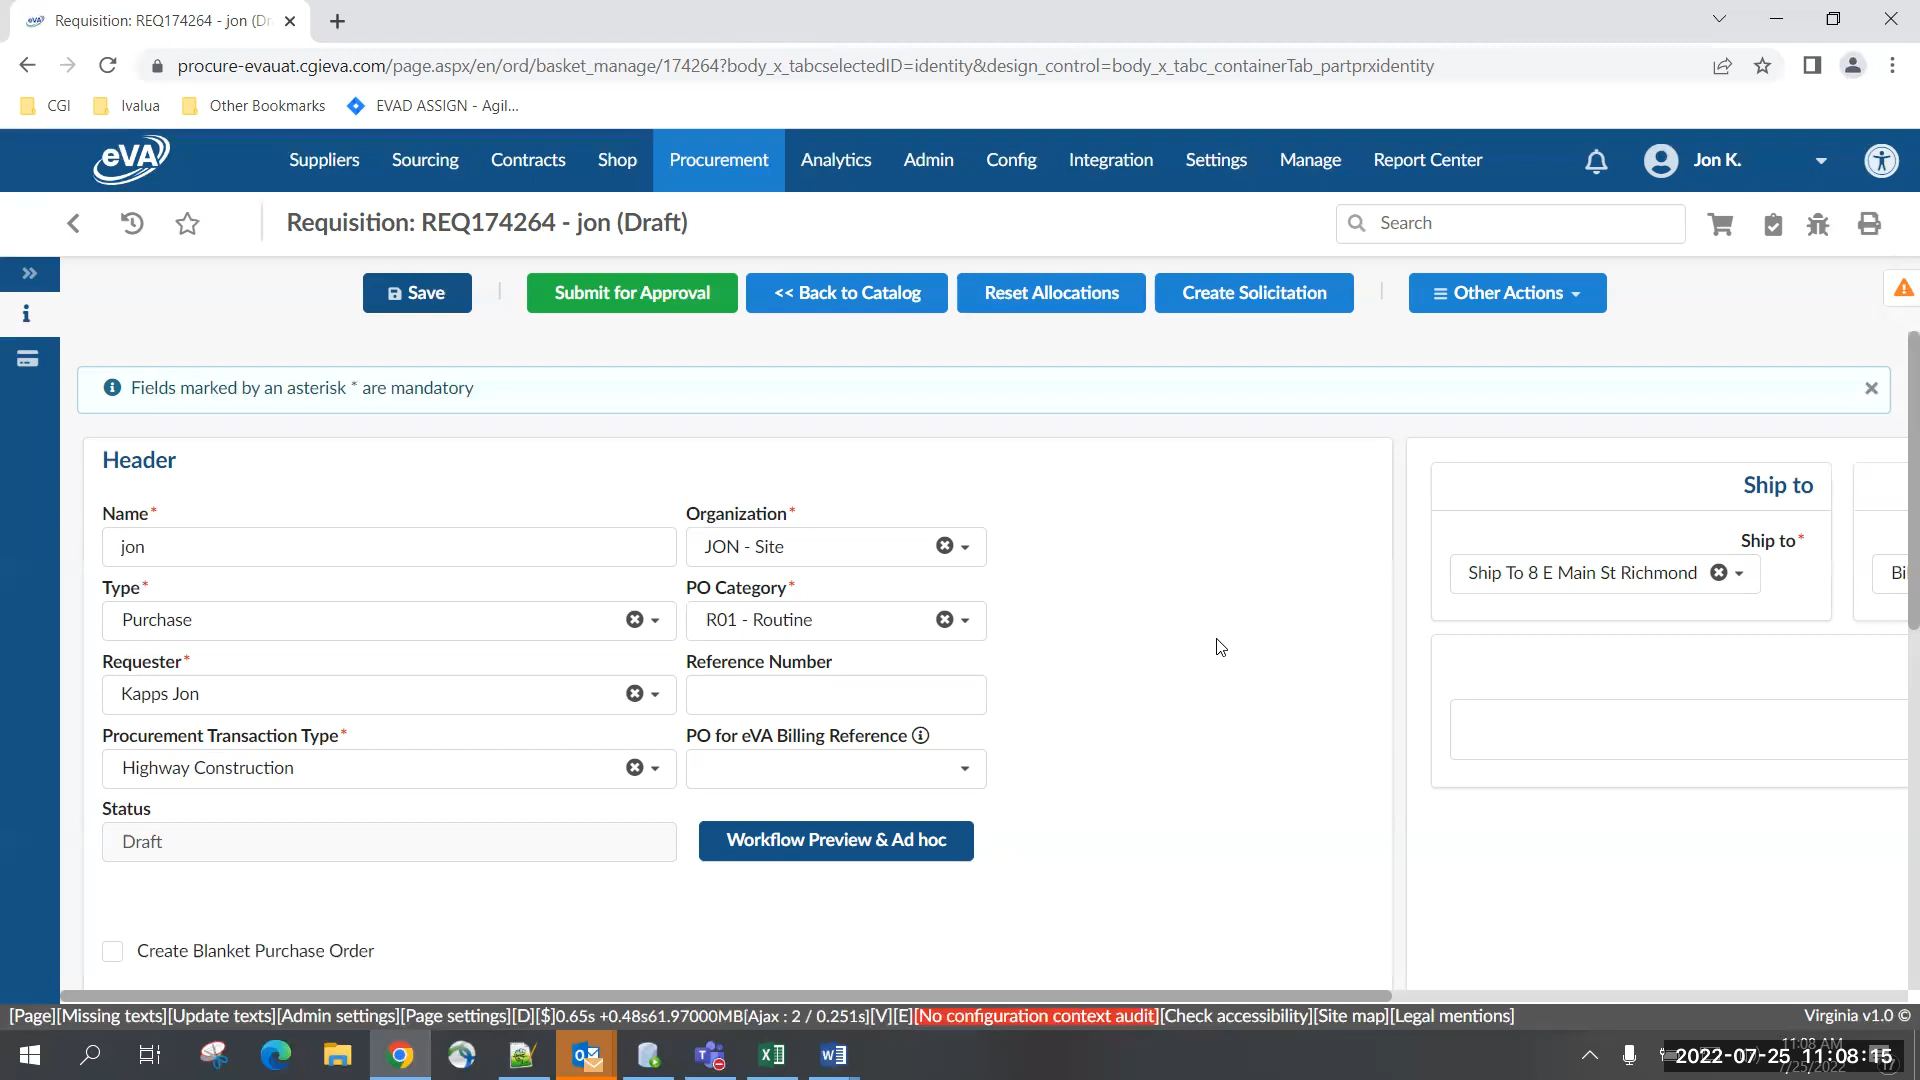 Requisition: REQ174264 - jon (Dr
procure-evauat.cgieva.com/page.aspx/en/ord/basket_manage/174264?body_x_tabcselectedID=identity&design_control=body_x_tabc_containerTab_partprxidentity
CGI Ivalua Other Bookmarks EVAD ASSIGN - Agil...
eVA Suppliers Sourcing Contracts Shop Procurement Analytics Admin Config Integration Settings Manage Report Center Jon K.
Requisition: REQ174264 - jon (Draft)
Search
Save Submit for Approval << Back to Catalog Reset Allocations Create Solicitation Other Actions
Fields marked by an asterisk * are mandatory
Header
Name* Organization*
jon JON - Site
Type* PO Category*
Purchase R01 - Routine
Requester* Reference Number
Kapps Jon
Procurement Transaction Type* PO for eVA Billing Reference
Highway Construction
Status
Draft
Workflow Preview & Ad hoc
Create Blanket Purchase Order
Ship to
Ship to*
Ship To 8 E Main St Richmond
Bi
[Page][Missing texts][Update texts][Admin settings][Page settings][D][$]0.65s +0.48s61.97000MB[Ajax : 2 / 0.251s][V][E][No configuration context audit][Check accessibility][Site map][Legal mentions]
Virginia v1.0 ©
11:08 AM
2022-07-25 11:08:15
7/25/2022